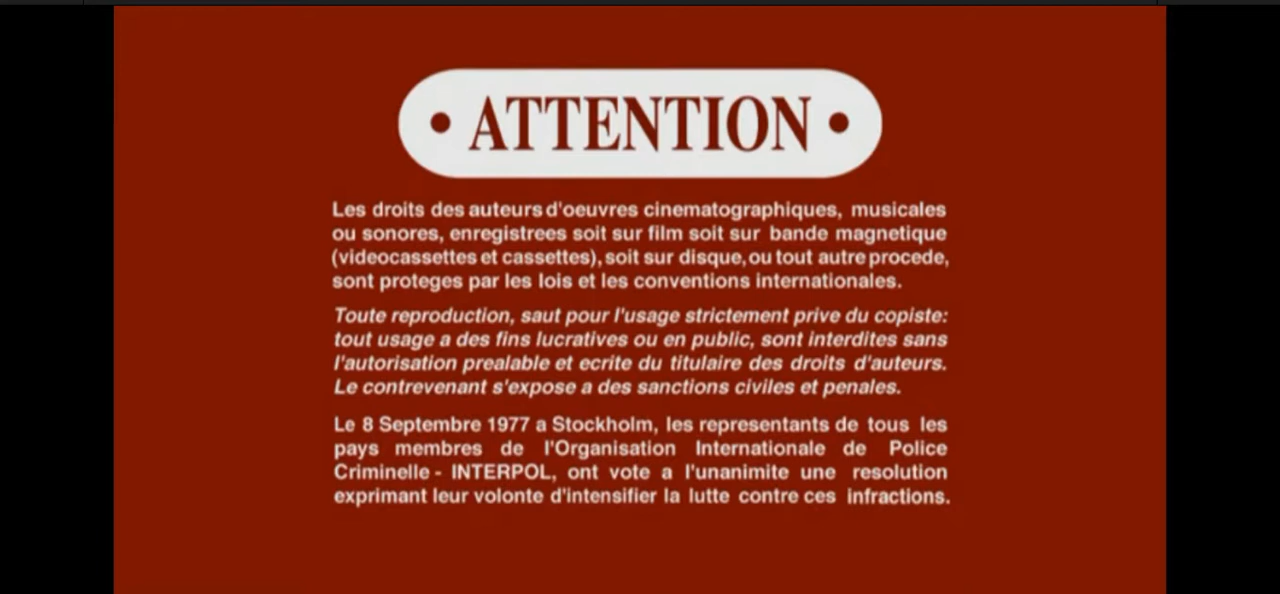 • ATTENTION •
Les droits des auteurs d'oeuvres cinematographiques, musicales
ou sonores, enregistrees soit sur film soit sur bande magnetique
(videocassettes et cassettes), soit sur disque, ou tout autre procede,
sont proteges par les lois et les conventions internationales.
Toute reproduction, saut pour l'usage strictement prive du copiste:
tout usage a des fins lucratives ou en public, sont interdites sans
l'autorisation prealable et ecrite du titulaire des droits d'auteurs.
Le contrevenant s'expose a des sanctions civiles et penales.
Le 8 Septembre 1977 a Stockholm, les representants de tous les
pays membres de l'Organisation Internationale de Police
Criminelle - INTERPOL, ont vote a l'unanimite une resolution
exprimant leur volonte d'intensifier la lutte contre ces infractions.